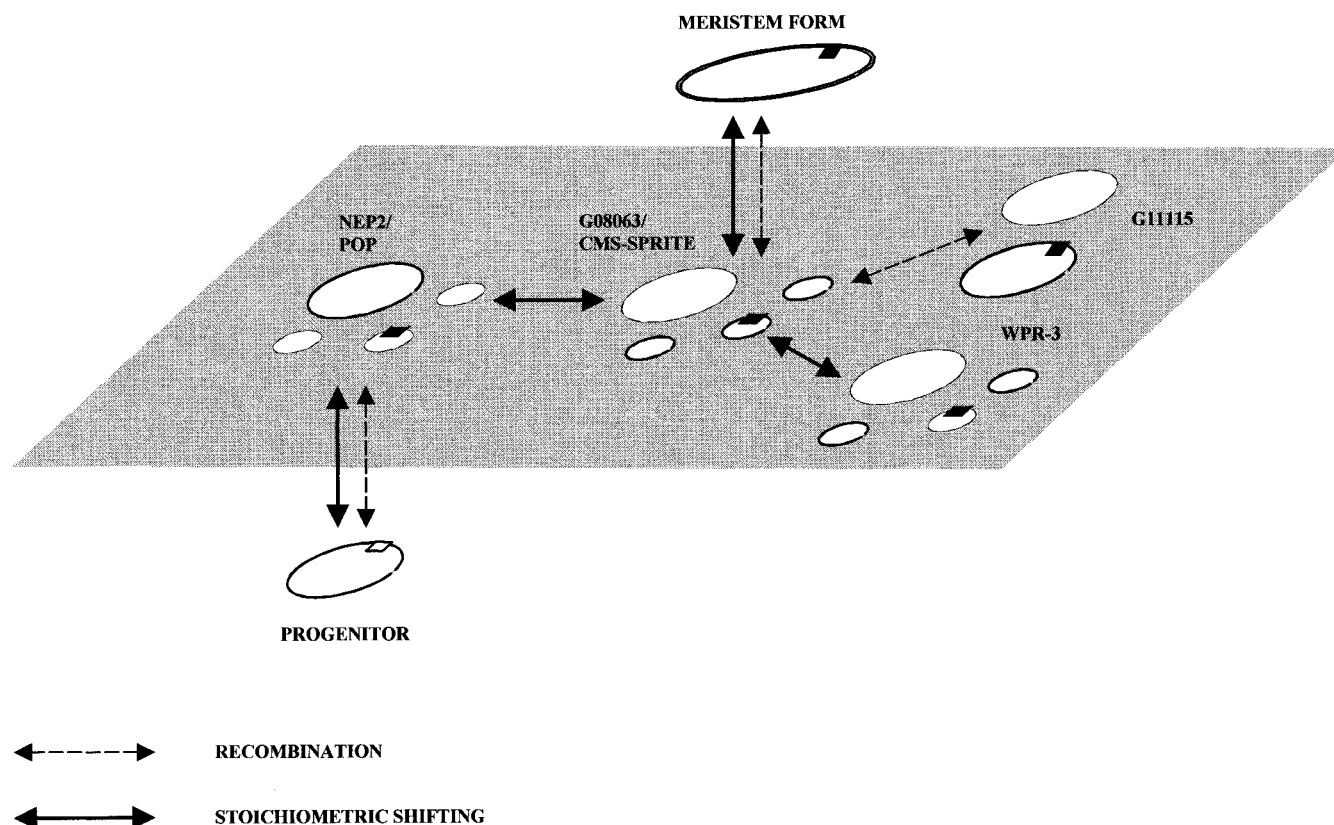 MERISTEM FORM
NEP2/
POP
G08063/
CMS-SPRITE
G11115
WPR-3
PROGENITOR
RECOMBINATION
STOICHIOMETRIC SHIFTING